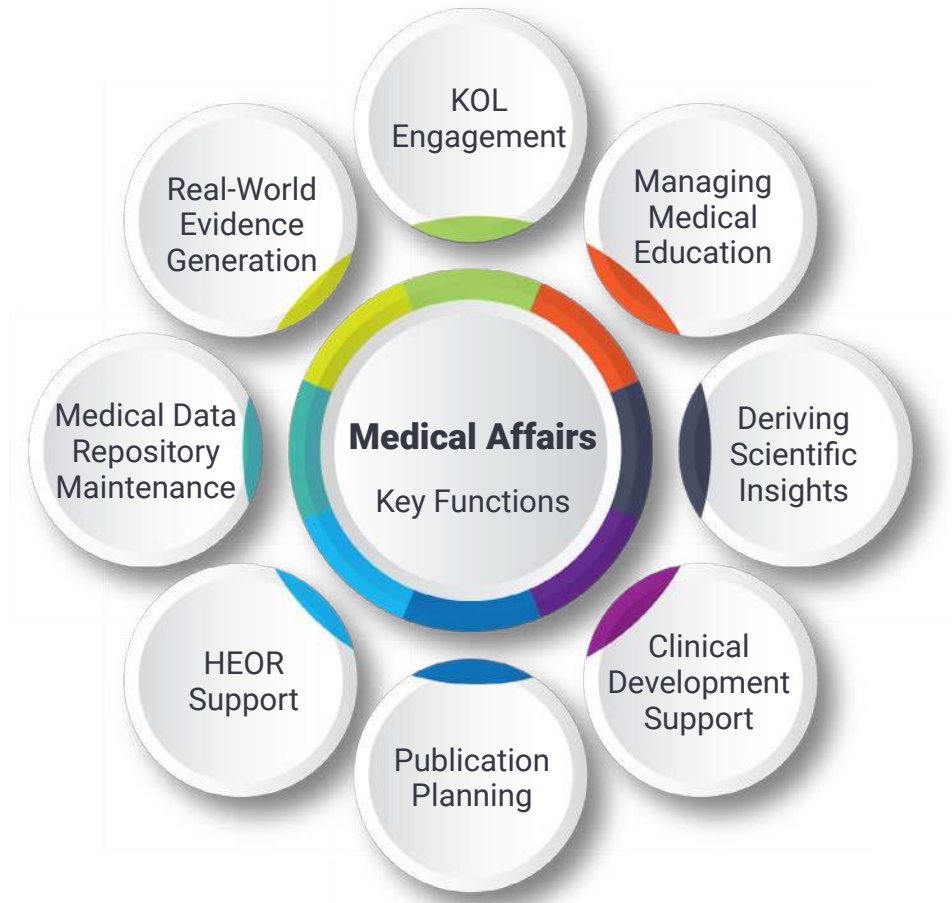 KOL
Engagement
Managing
Medical
Education
Deriving
Scientific
Insights
Clinical
Development
Support
Publication
Planning
HEOR
Support
Medical Data
Repository
Maintenance
Real-World
Evidence
Generation
Medical Affairs
Key Functions